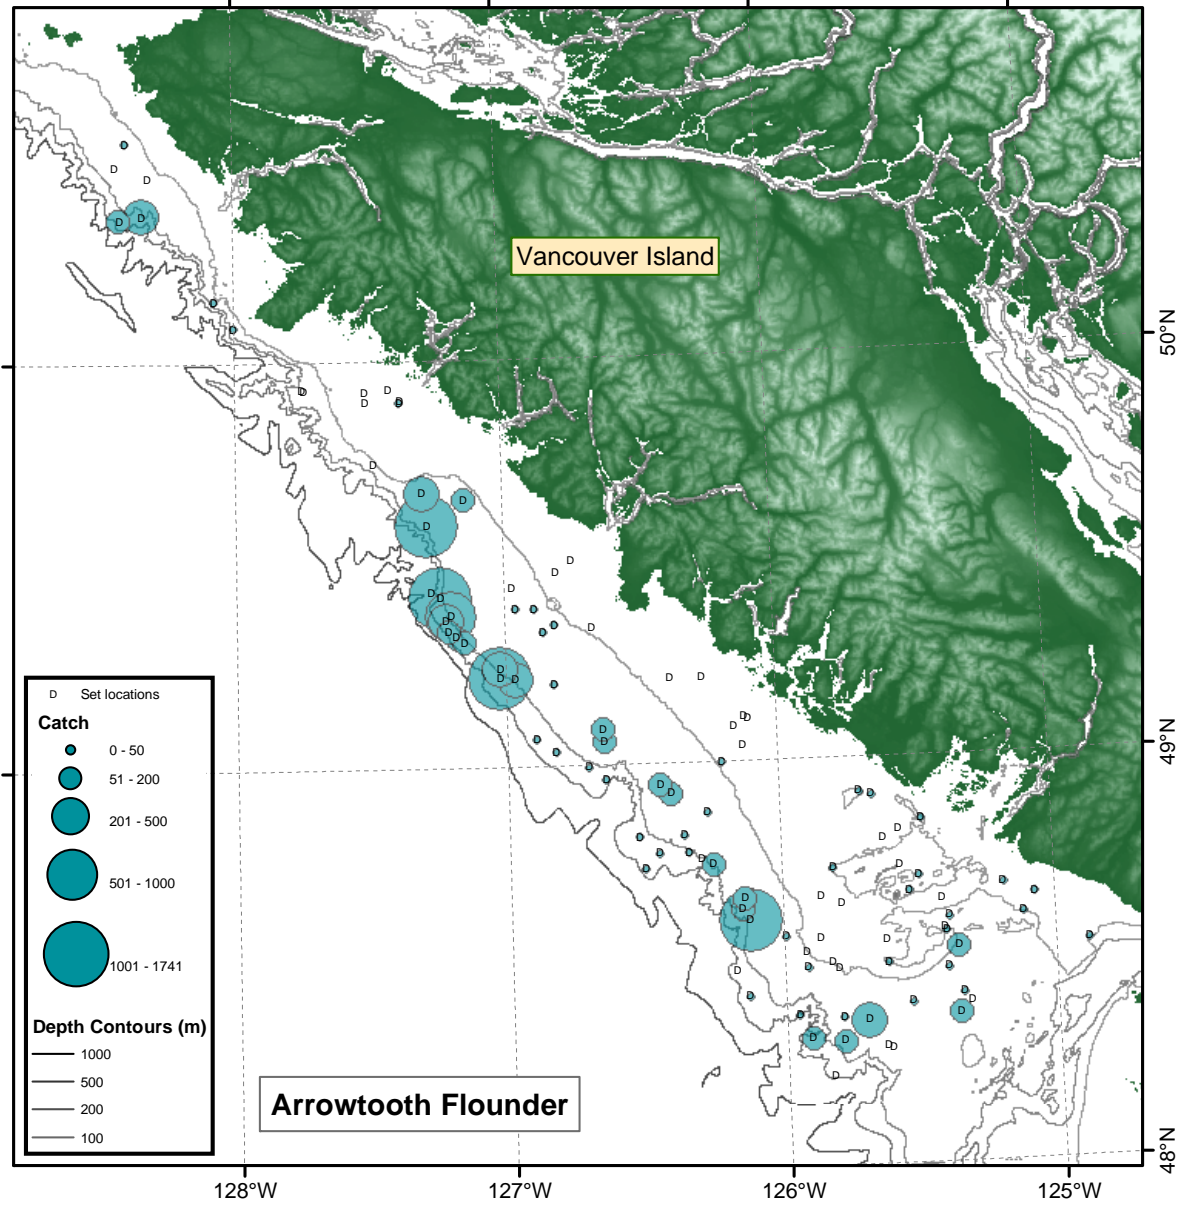 Vancouver Island
50°N
D Set locations
Catch
0 - 50
51 - 200
201 - 500
501 - 1000
1001 - 1741
49°N
Depth Contours (m)
1000
500
200
100
Arrowtooth Flounder
48°N
128°W 127°W 126°W 125°W